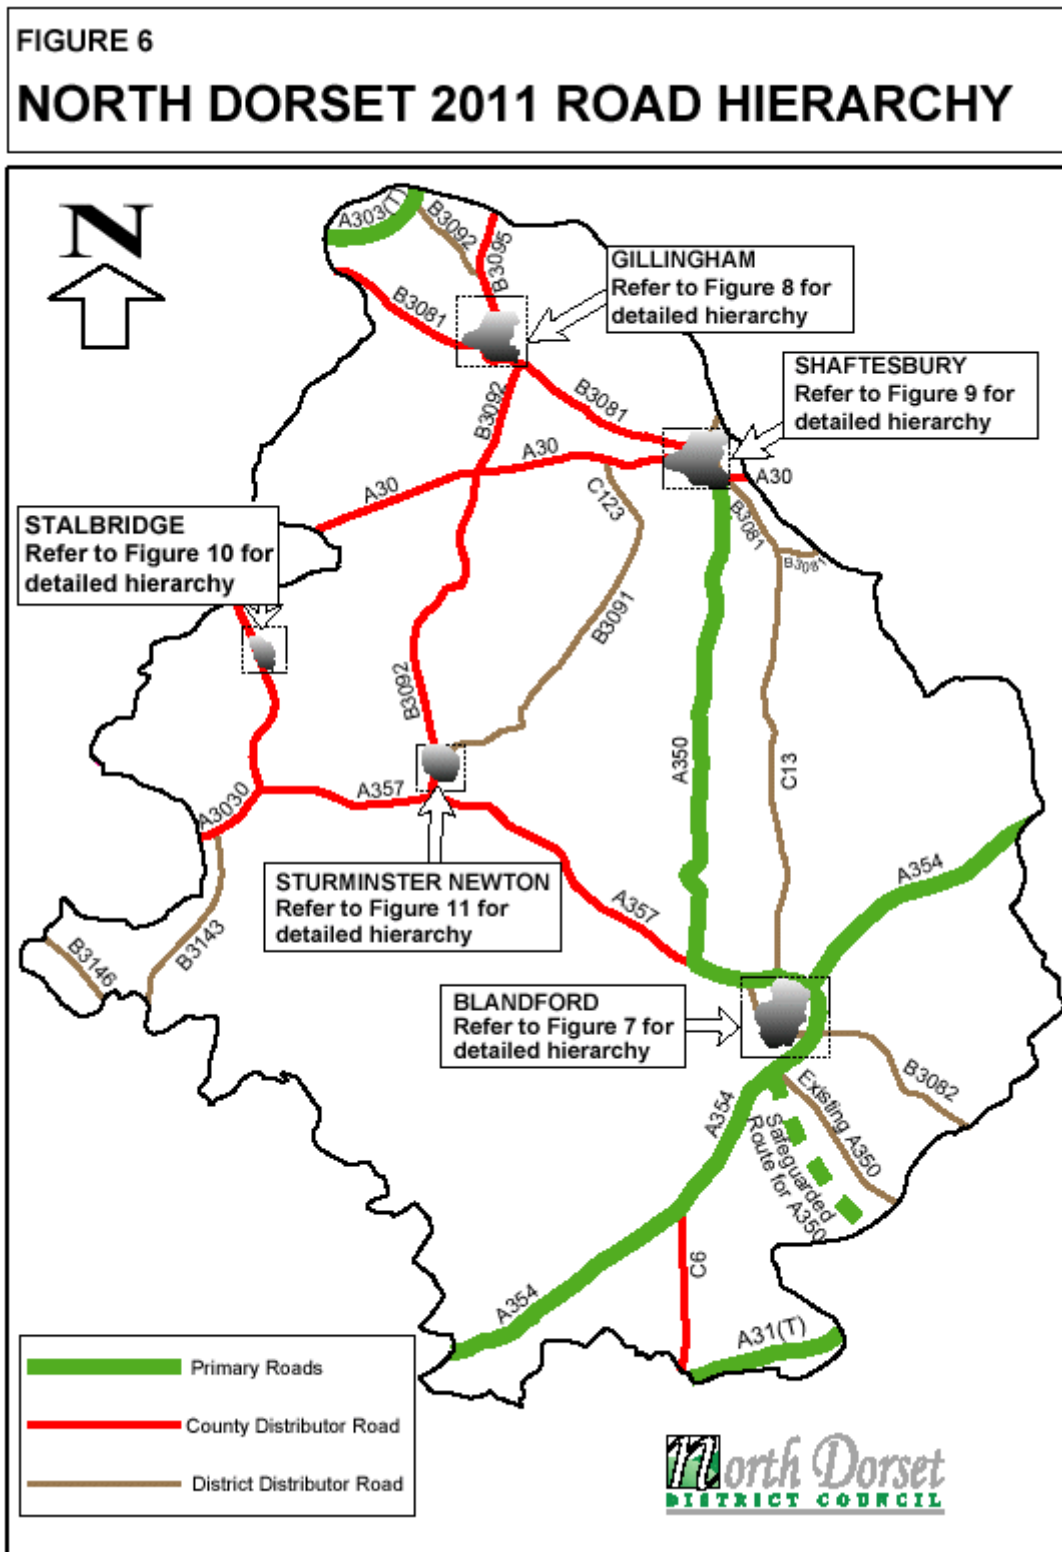 FIGURE 6
NORTH DORSET 2011 ROAD HIERARCHY
N
A303(T)
B3092
B3095
B3081
GILLINGHAM
Refer to Figure 8 for
detailed hierarchy
SHAFTESBURY
Refer to Figure 9 for
detailed hierarchy
B3092
B3081
A30
A30
A30
C123
B3081
B3081
STALBRIDGE
Refer to Figure 10 for
detailed hierarchy
B3091
B3092
A350
C13
A357
A3030
A354
STURMINSTER NEWTON
Refer to Figure 11 for
detailed hierarchy
A357
B3143
B3146
BLANDFORD
Refer to Figure 7 for
detailed hierarchy
B3082
A354
Existing A350
Safeguarded
Route for A350
C6
A354
A31(T)
Primary Roads
County Distributor Road
District Distributor Road
North Dorset
DISTRICT COUNCIL